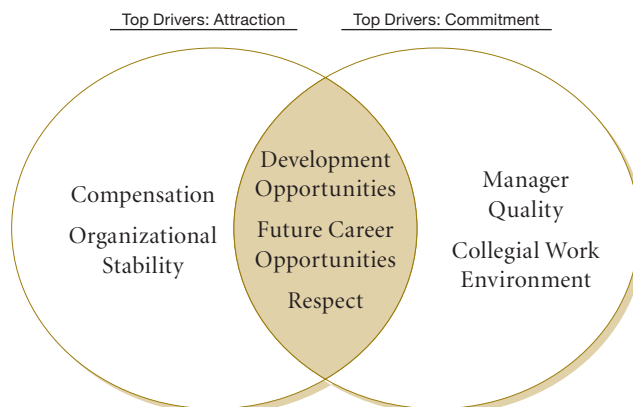 Top Drivers: Attraction
Top Drivers: Commitment
Compensation
Organizational
Stability
Development
Opportunities
Future Career
Opportunities
Respect
Manager
Quality
Collegial Work
Environment